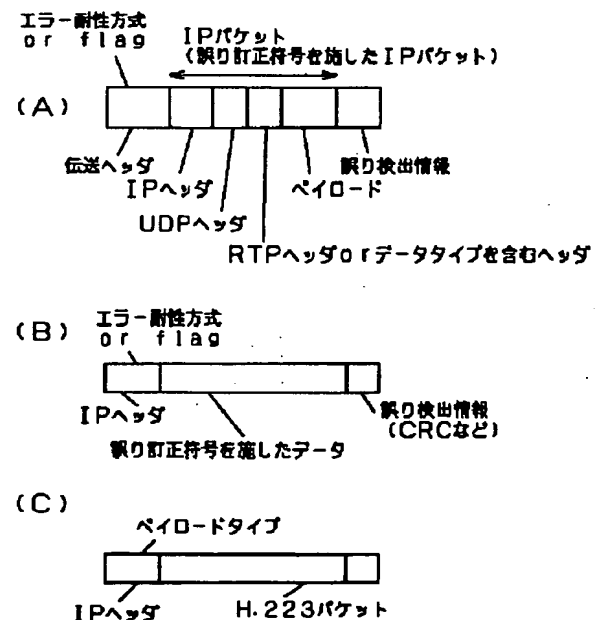 エラー耐性方式
or flag
IPパケット
(誤り訂正符号を施したIPパケット)
(A)
伝送ヘッダ
誤り検出情報
IPヘッダ
ペイロード
UDPヘッダ
RTPヘッダorデータタイプを含むヘッダ
(B)
エラー耐性方式
or flag
IPヘッダ
誤り検出情報
(CRCなど)
誤り訂正符号を施したデータ
(C)
ペイロードタイプ
IPヘッダ
H.223パケット